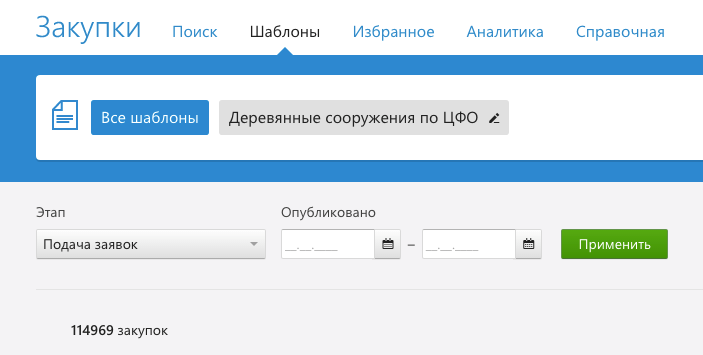 Закупки Поиск Шаблоны Избранное Аналитика Справочная
Все шаблоны Деревянные сооружения по ЦФО
Этап Опубликовано
Подача заявок __.__.____ – __.__.____ Применить
114969 закупок